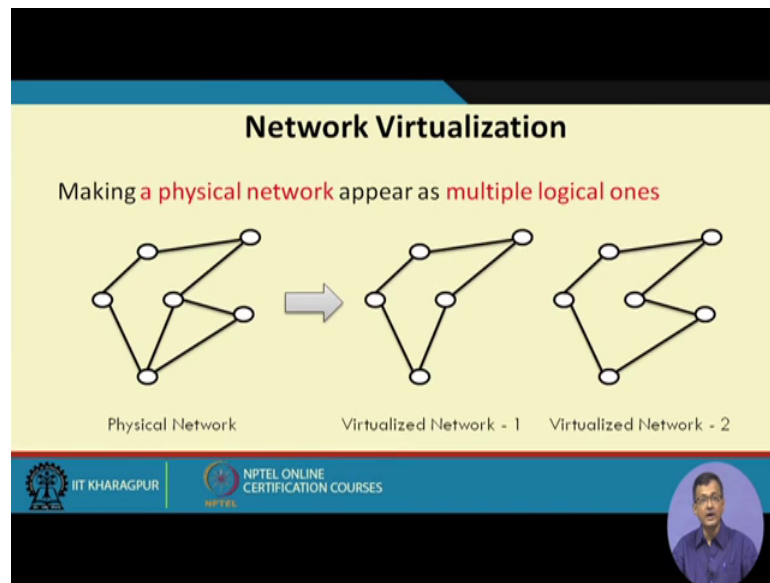 Network Virtualization
Making a physical network appear as multiple logical ones
Physical Network
Virtualized Network - 1
Virtualized Network - 2
IIT KHARAGPUR
NPTEL
NPTEL ONLINE
CERTIFICATION COURSES